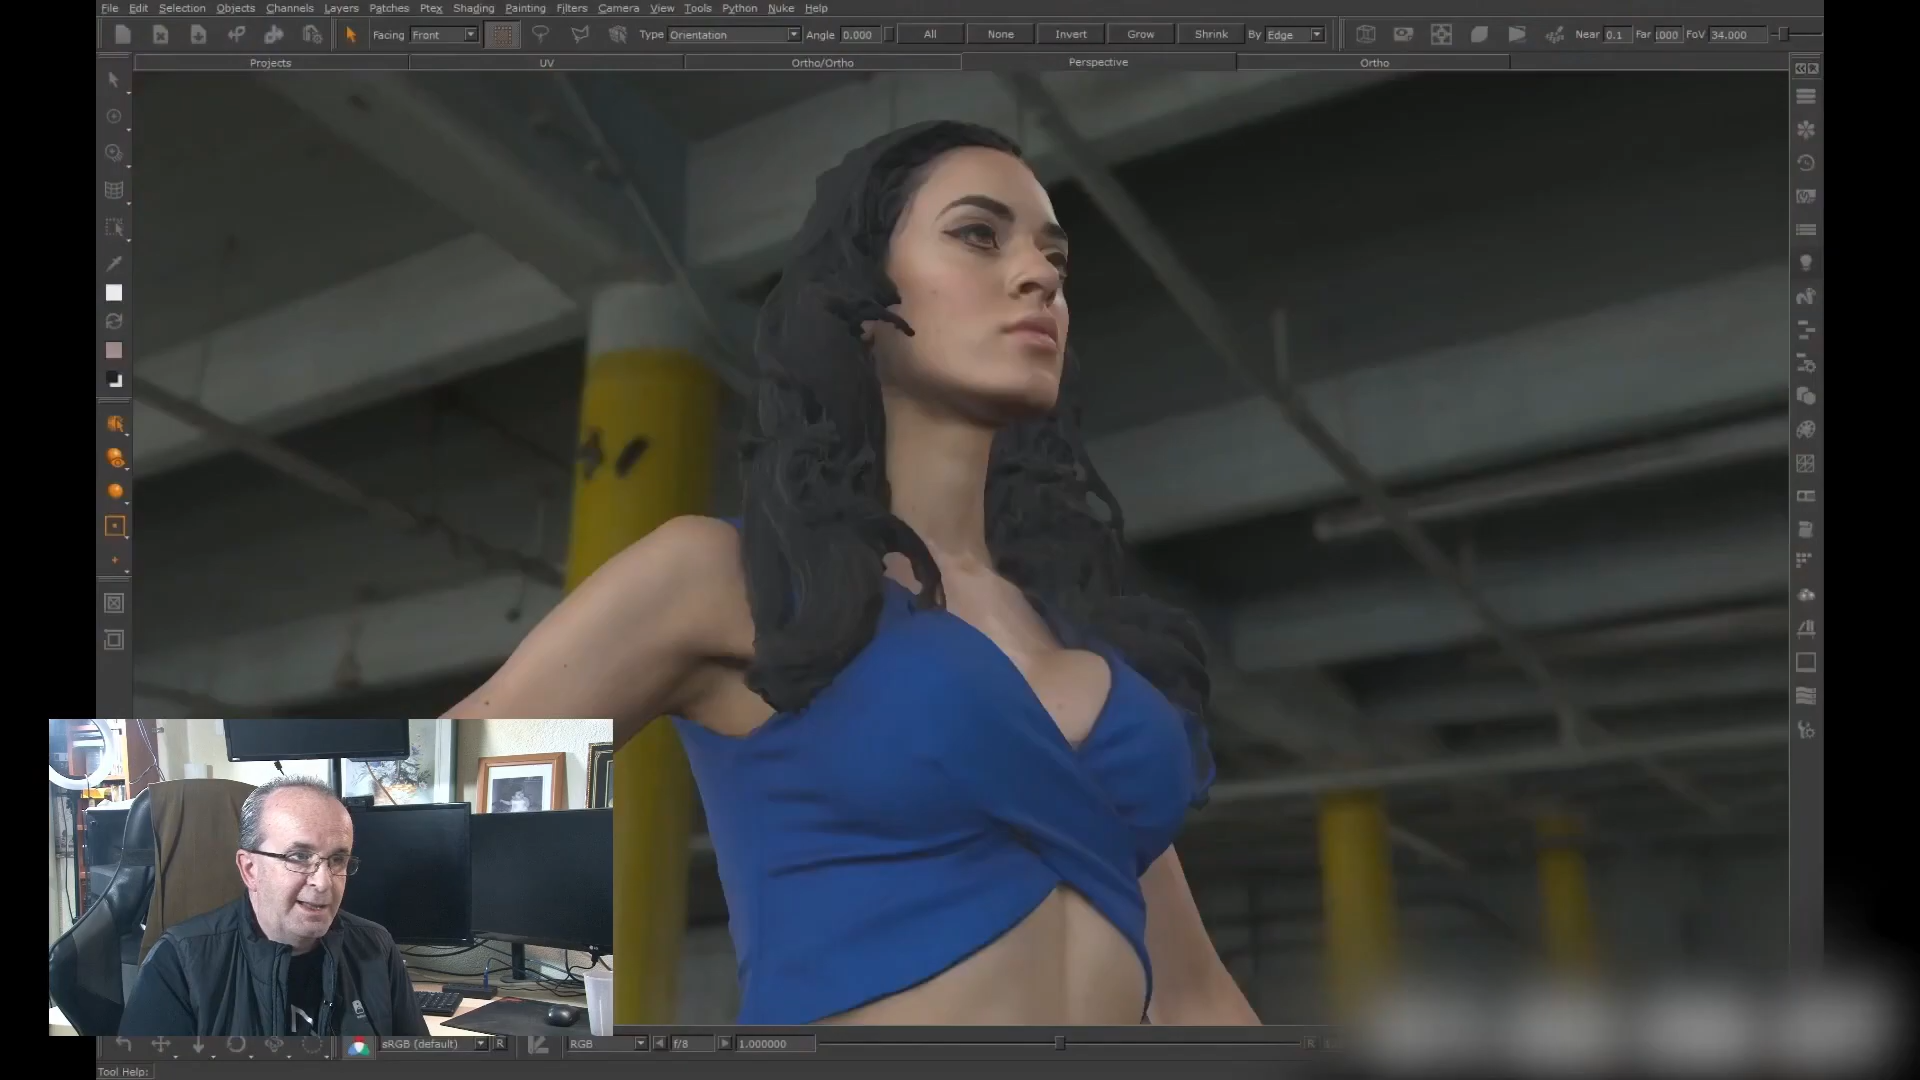 File Edit Selection Objects Channels Layers Patches Ptex Shading Painting Filters Camera View Tools Python Nuke Help
Facing Front Type Orientation Angle 0.000 All None Invert Grow Shrink By Edge Near 0.1 Far FoV 34.000
Projects UV Ortho/Ortho Perspective Ortho
sRGB (default) R RGB f/8 1.000000 R
Tool Help: